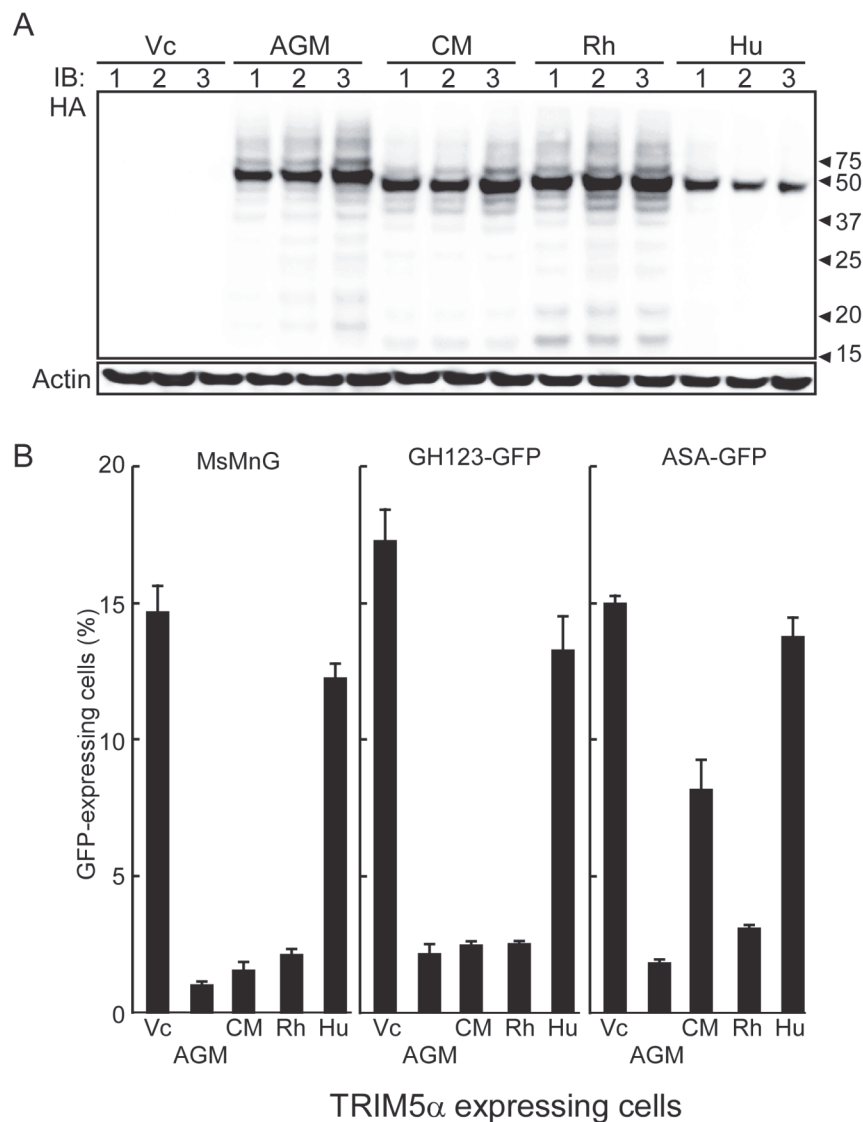 A
Vc AGM CM Rh Hu
IB: 1 2 3 1 2 3 1 2 3 1 2 3 1 2 3
HA
75
50
37
25
20
15
Actin
B
MsMnG GH123-GFP ASA-GFP
GFP-expressing cells (%)
20
15
10
5
0
Vc CM Rh Hu Vc CM Rh Hu Vc CM Rh Hu
AGM AGM AGM
TRIM5α expressing cells